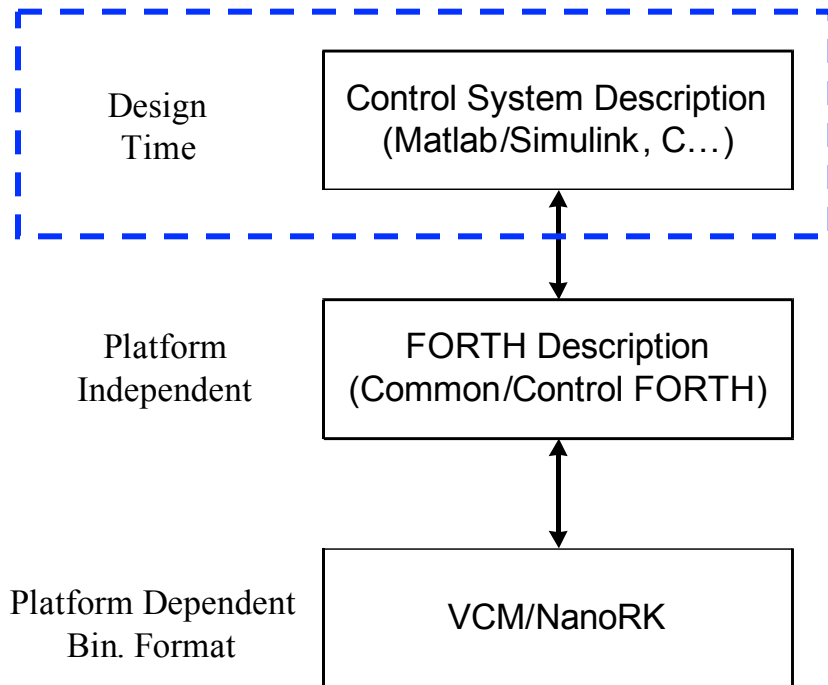 Design
Time
Control System Description
(Matlab/Simulink, C…)
Platform
Independent
FORTH Description
(Common/Control FORTH)
Platform Dependent
Bin. Format
VCM/NanoRK